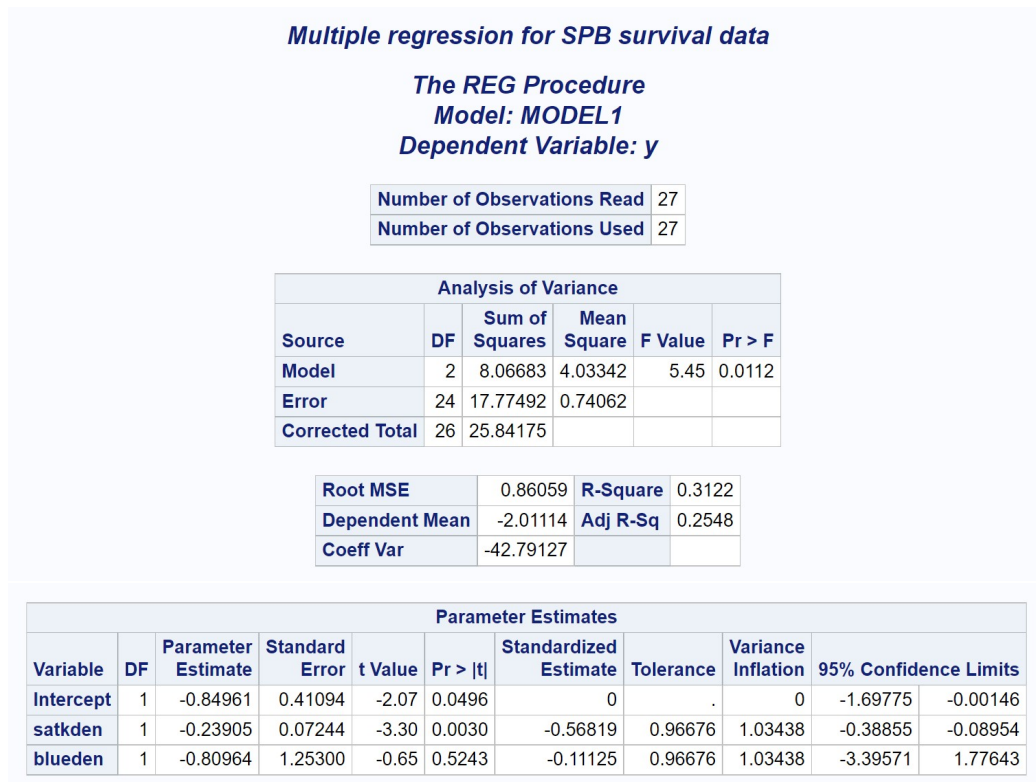 Multiple regression for SPB survival data
The REG Procedure
Model: MODEL1
Dependent Variable: y
Number of Observations Read 27
Number of Observations Used 27
Analysis of Variance
Source DF Sum of Squares Mean Square F Value Pr > F
Model 2 8.06683 4.03342 5.45 0.0112
Error 24 17.77492 0.74062
Corrected Total 26 25.84175
Root MSE 0.86059 R-Square 0.3122
Dependent Mean -2.01114 Adj R-Sq 0.2548
Coeff Var -42.79127
Parameter Estimates
Variable DF Parameter Estimate Standard Error t Value Pr > |t| Standardized Estimate Tolerance Variance Inflation 95% Confidence Limits
Intercept 1 -0.84961 0.41094 -2.07 0.0496 0 . 0 -1.69775 -0.00146
satkden 1 -0.23905 0.07244 -3.30 0.0030 -0.56819 0.96676 1.03438 -0.38855 -0.08954
blueden 1 -0.80964 1.25300 -0.65 0.5243 -0.11125 0.96676 1.03438 -3.39571 1.77643